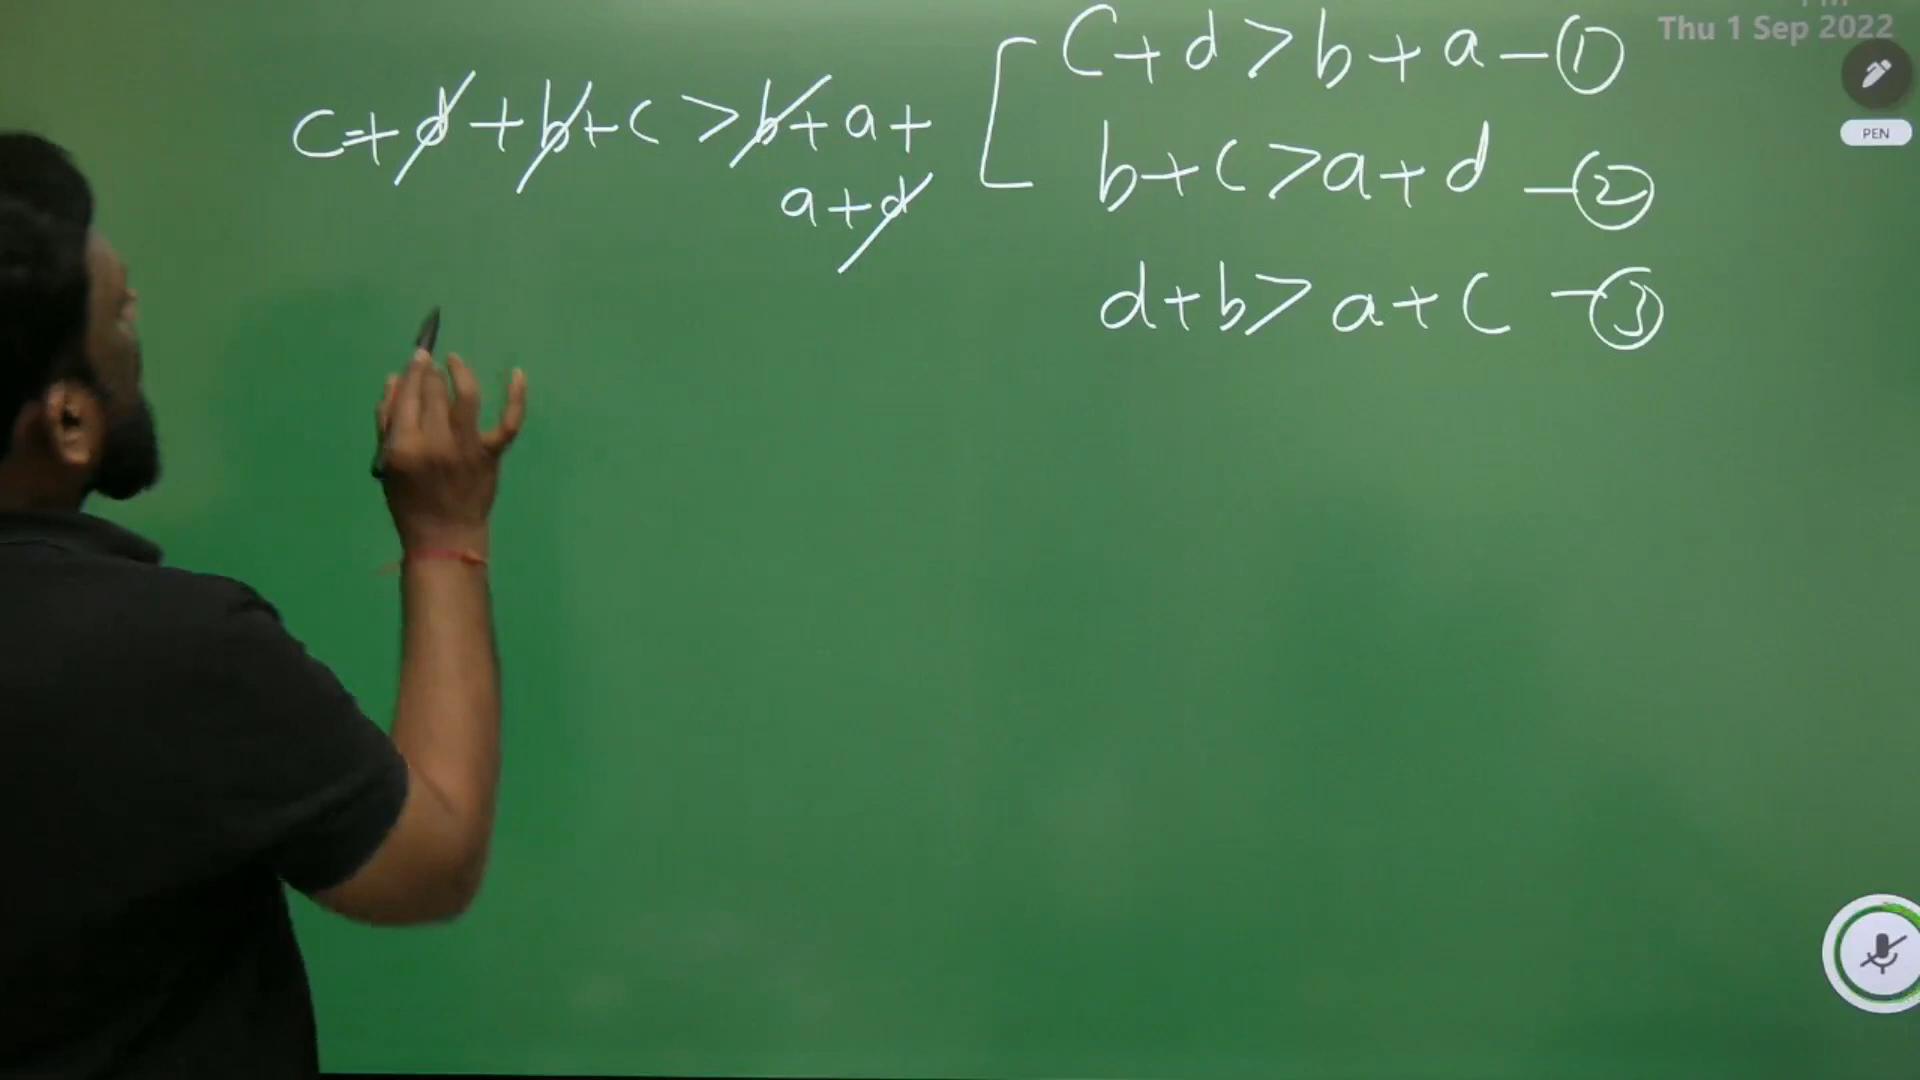 Thu 1 Sep 2022
PEN
c + d > b + a - ①
b + c > a + d - ②
d + b > a + c - ③
c + d + b + c > b + a +
a + d